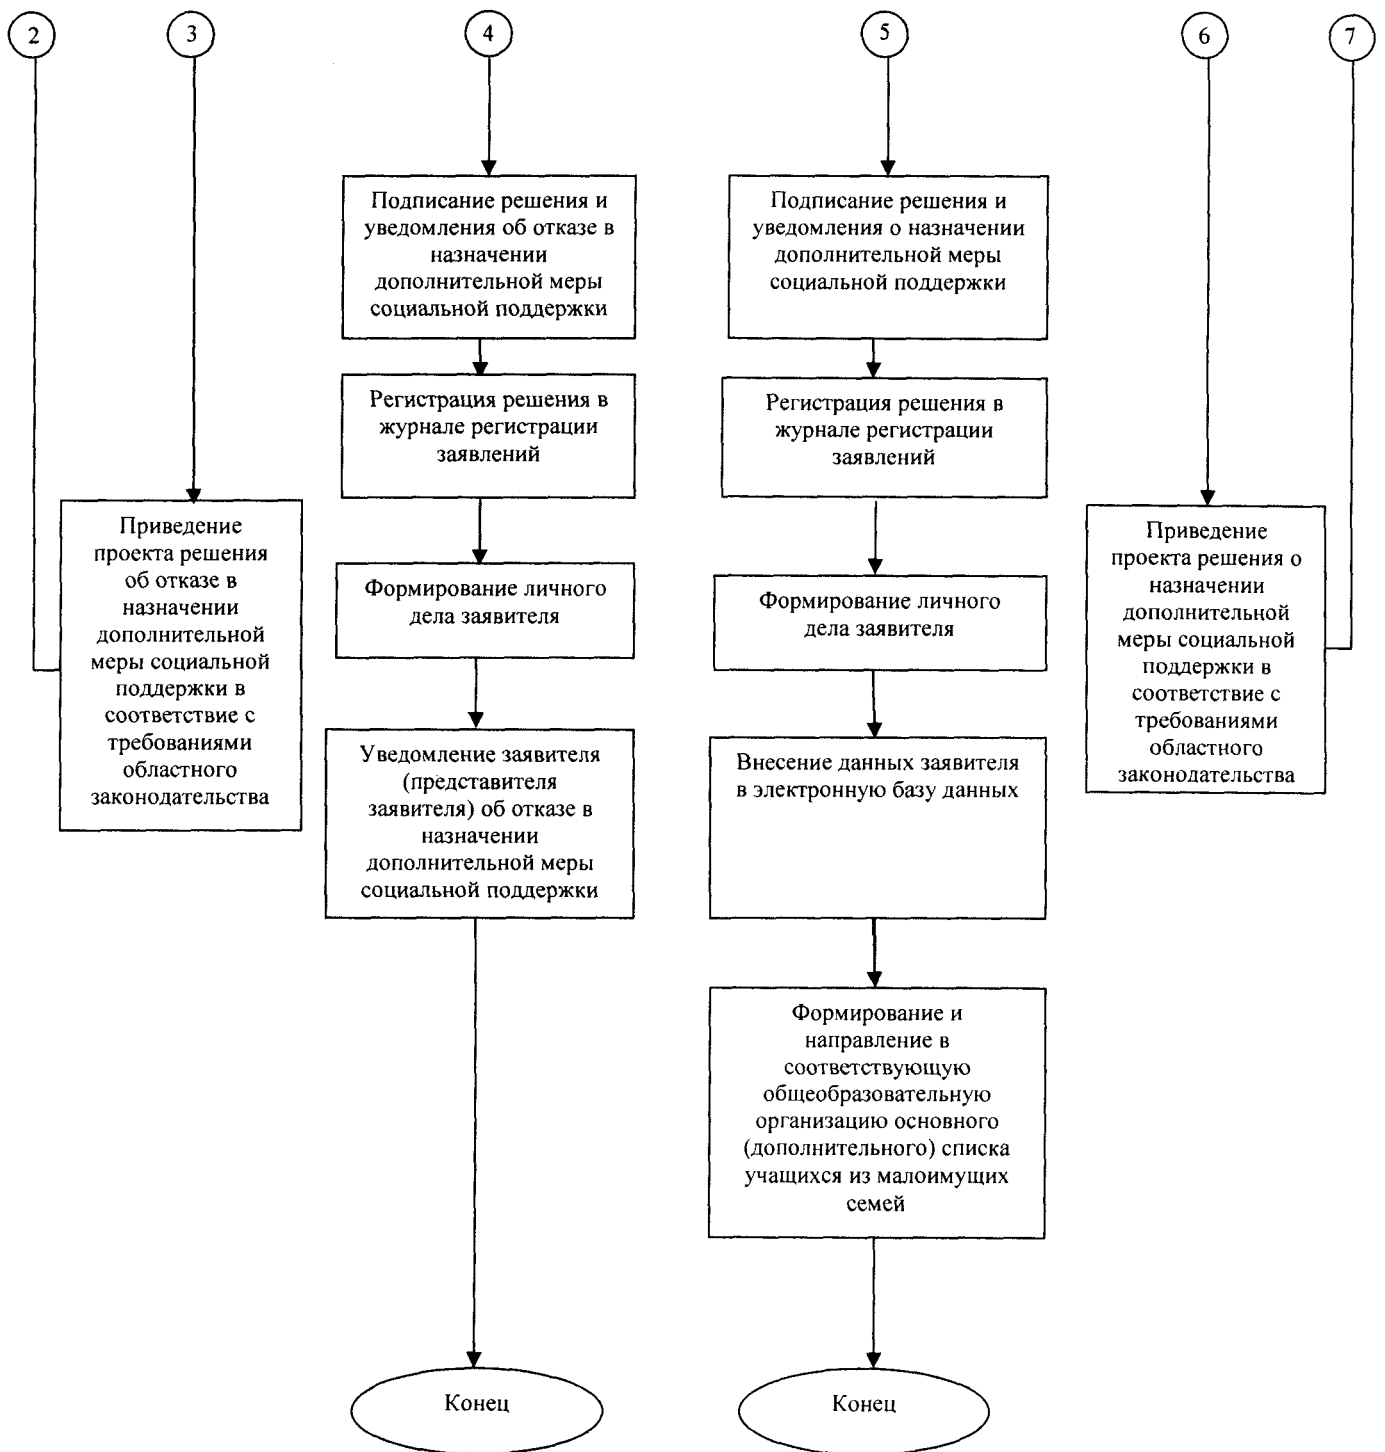 2
3
4
5
6
7
Подписание решения и
уведомления об отказе в
назначении
дополнительной меры
социальной поддержки
Подписание решения и
уведомления о назначении
дополнительной меры
социальной поддержки
Регистрация решения в
журнале регистрации
заявлений
Регистрация решения в
журнале регистрации
заявлений
Приведение
проекта решения
об отказе в
назначении
дополнительной
меры социальной
поддержки в
соответствие с
требованиями
областного
законодательства
Формирование личного
дела заявителя
Формирование личного
дела заявителя
Приведение
проекта решения о
назначении
дополнительной
меры социальной
поддержки в
соответствие с
требованиями
областного
законодательства
Уведомление заявителя
(представителя
заявителя) об отказе в
назначении
дополнительной меры
социальной поддержки
Внесение данных заявителя
в электронную базу данных
Формирование и
направление в
соответствующую
общеобразовательную
организацию основного
(дополнительного) списка
учащихся из малоимущих
семей
Конец
Конец